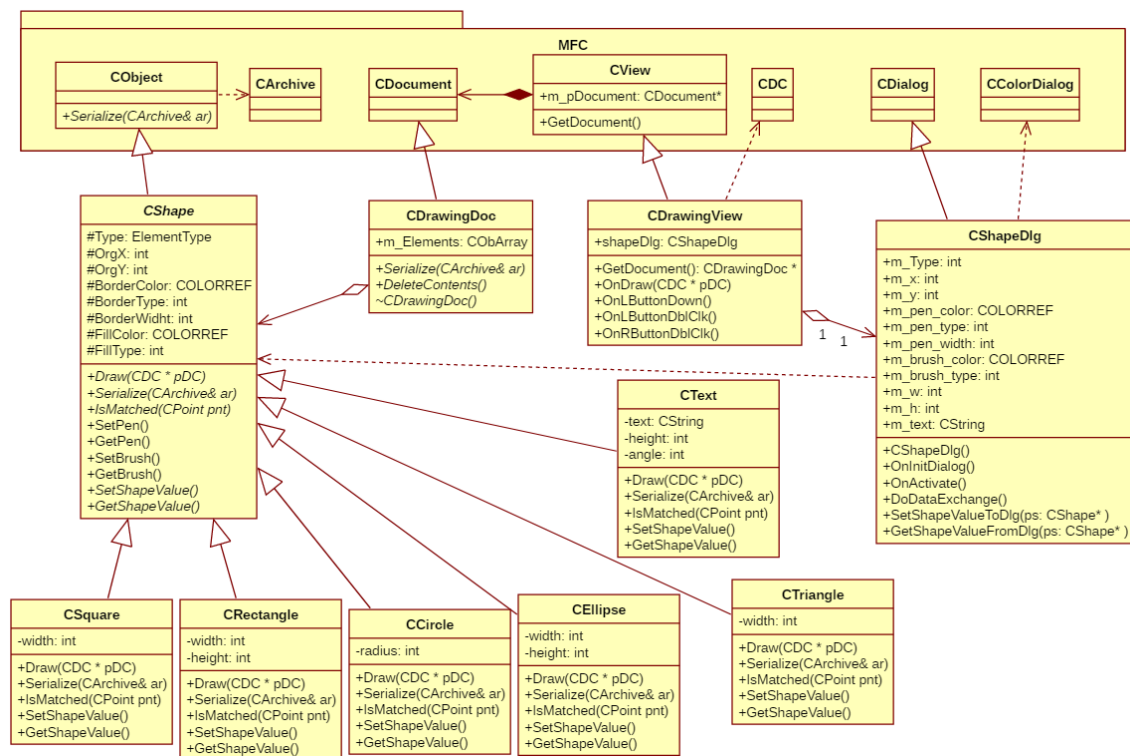 MFC
CObject
+Serialize(CArchive& ar)
CArchive
CDocument
CView
+m_pDocument: CDocument*
+GetDocument()
CDC
CDialog
CColorDialog
CShape
#Type: ElementType
#OrgX: int
#OrgY: int
#BorderColor: COLORREF
#BorderType: int
#BorderWidht: int
#FillColor: COLORREF
#FillType: int
+Draw(CDC * pDC)
+Serialize(CArchive& ar)
+IsMatched(CPoint pnt)
+SetPen()
+GetPen()
+SetBrush()
+GetBrush()
+SetShapeValue()
+GetShapeValue()
CDrawingDoc
+m_Elements: CObArray
+Serialize(CArchive& ar)
+DeleteContents()
~CDrawingDoc()
CDrawingView
+shapeDlg: CShapeDlg
+GetDocument(): CDrawingDoc *
+OnDraw(CDC * pDC)
+OnLButtonDown()
+OnLButtonDblClk()
+OnRButtonDblClk()
1
1
CShapeDlg
+m_Type: int
+m_x: int
+m_y: int
+m_pen_color: COLORREF
+m_pen_type: int
+m_pen_width: int
+m_brush_color: COLORREF
+m_brush_type: int
+m_w: int
+m_h: int
+m_text: CString
+CShapeDlg()
+OnInitDialog()
+OnActivate()
+DoDataExchange()
+SetShapeValueToDlg(ps: CShape* )
+GetShapeValueFromDlg(ps: CShape* )
CText
-text: CString
-height: int
-angle: int
+Draw(CDC * pDC)
+Serialize(CArchive& ar)
+IsMatched(CPoint pnt)
+SetShapeValue()
+GetShapeValue()
CSquare
-width: int
+Draw(CDC * pDC)
+Serialize(CArchive& ar)
+IsMatched(CPoint pnt)
+SetShapeValue()
+GetShapeValue()
CRectangle
-width: int
-height: int
+Draw(CDC * pDC)
+Serialize(CArchive& ar)
+IsMatched(CPoint pnt)
+SetShapeValue()
+GetShapeValue()
CCircle
-radius: int
+Draw(CDC * pDC)
+Serialize(CArchive& ar)
+IsMatched(CPoint pnt)
+SetShapeValue()
+GetShapeValue()
CEllipse
-width: int
-height: int
+Draw(CDC * pDC)
+Serialize(CArchive& ar)
+IsMatched(CPoint pnt)
+SetShapeValue()
+GetShapeValue()
CTriangle
-width: int
+Draw(CDC * pDC)
+Serialize(CArchive& ar)
+IsMatched(CPoint pnt)
+SetShapeValue()
+GetShapeValue()